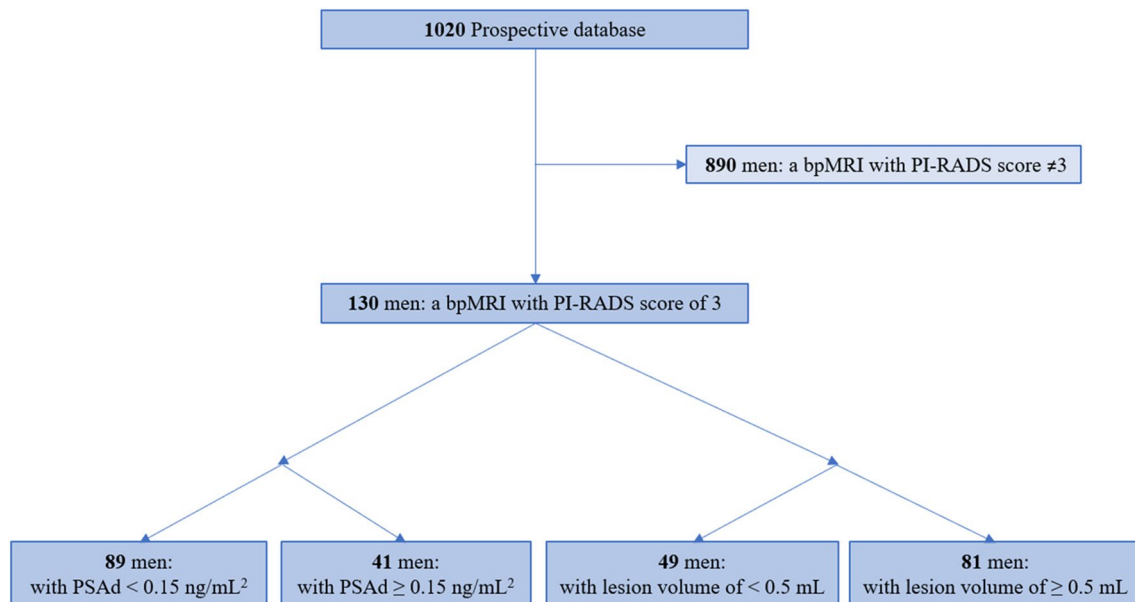 1020 Prospective database
890 men: a bpMRI with PI-RADS score ≠3
130 men: a bpMRI with PI-RADS score of 3
89 men:
with PSAd < 0.15 ng/mL²
41 men:
with PSAd ≥ 0.15 ng/mL²
49 men:
with lesion volume of < 0.5 mL
81 men:
with lesion volume of ≥ 0.5 mL